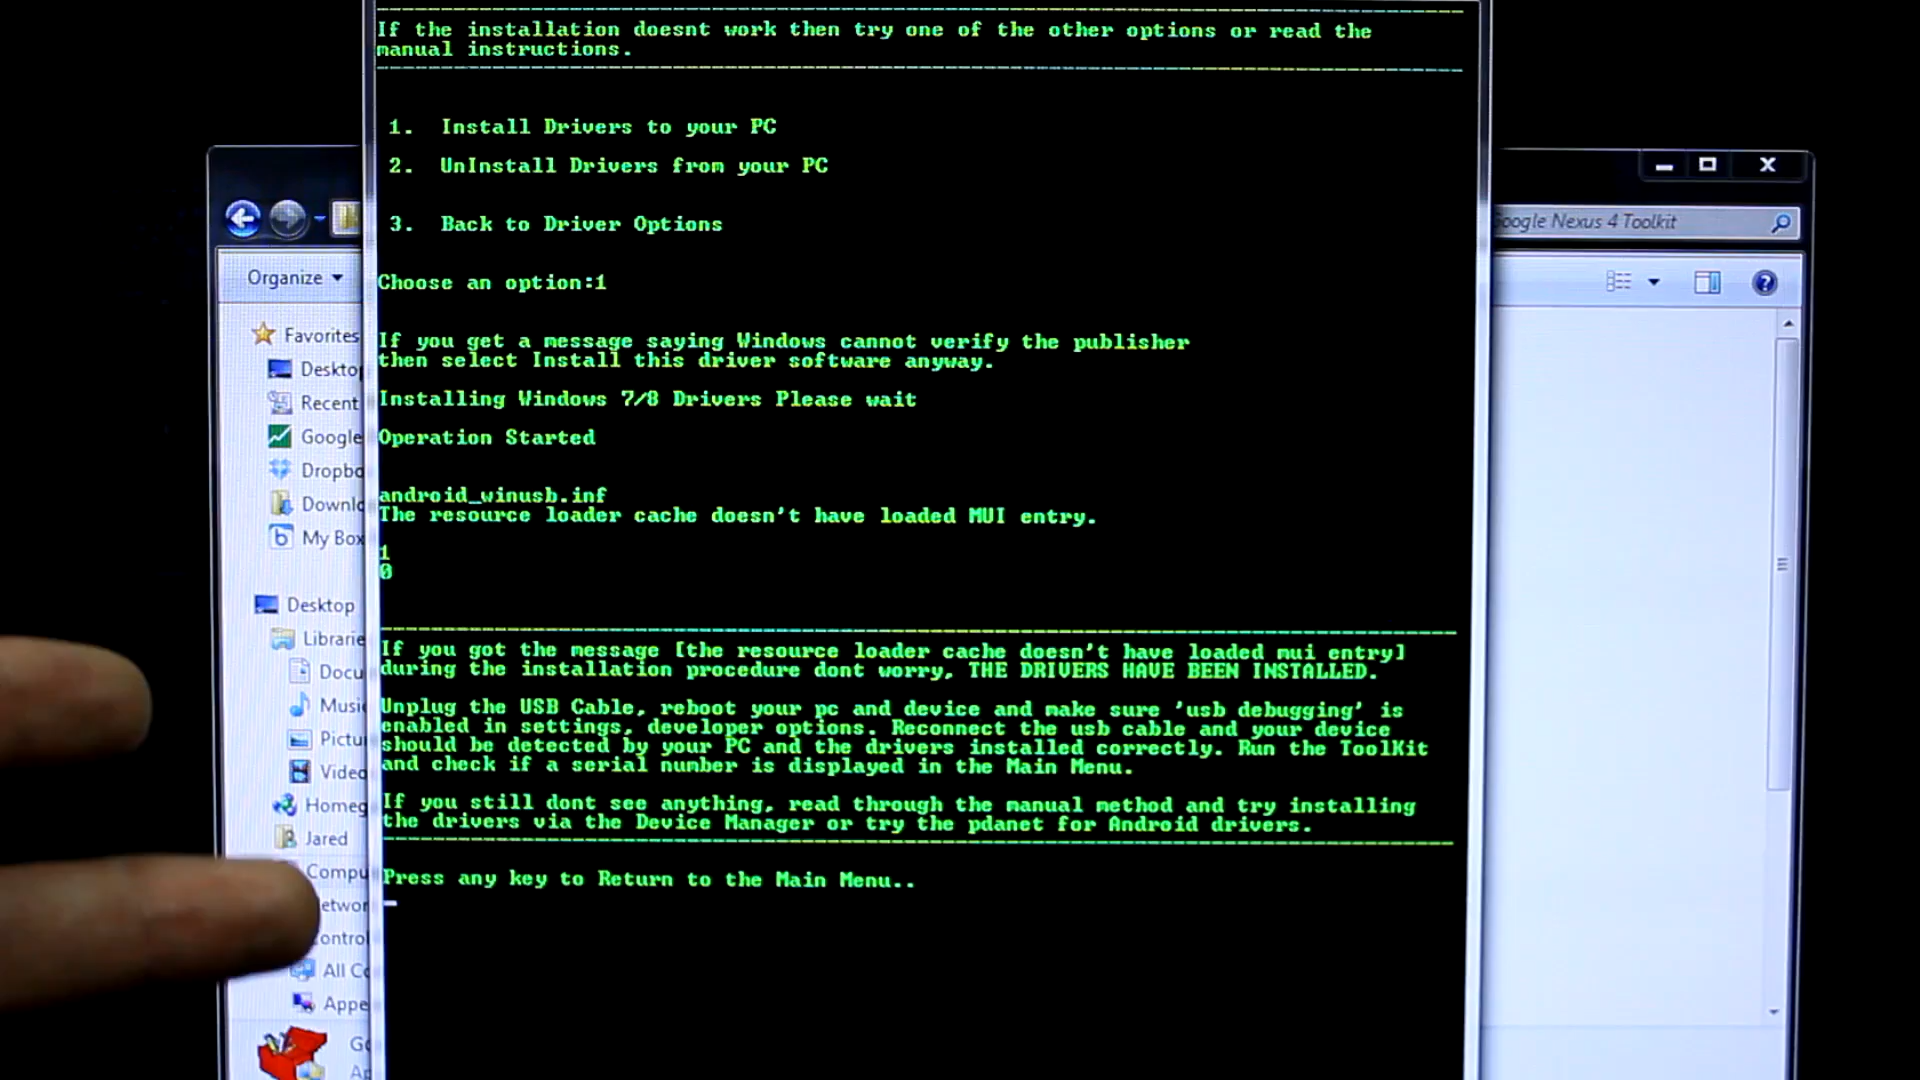 If the installation doesnt work then try one of the other options or read the
manual instructions.
1. Install Drivers to your PC
2. UnInstall Drivers from your PC
3. Back to Driver Options
Choose an option:1
If you get a message saying Windows cannot verify the publisher
then select Install this driver software anyway.
Installing Windows 7/8 Drivers Please wait
Operation Started
android_winusb.inf
The resource loader cache doesn't have loaded MUI entry.
1
0
If you got the message [the resource loader cache doesn't have loaded mui entry]
during the installation procedure dont worry, THE DRIVERS HAVE BEEN INSTALLED.
Unplug the USB Cable, reboot your pc and device and make sure 'usb debugging' is
enabled in settings, developer options. Reconnect the usb cable and your device
should be detected by your PC and the drivers installed correctly. Run the ToolKit
and check if a serial number is displayed in the Main Menu.
If you still dont see anything, read through the manual method and try installing
the drivers via the Device Manager or try the pdanet for Android drivers.
Press any key to Return to the Main Menu..
Google Nexus 4 Toolkit
Organize
Favorites
Desktop
Recent
Google
My Box
Desktop
Jared